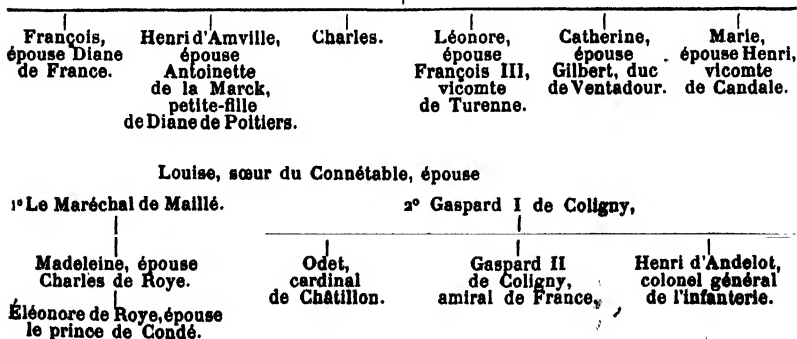 François,
épouse Diane
de France.
Henri d'Amville,
épouse
Antoinette
de la Marck,
petite-fille
de Diane de Poitiers.
Charles.
Léonore,
épouse
François III,
vicomte
de Turenne.
Catherine,
épouse
Gilbert, duc
de Ventadour.
Marie,
épouse Henri,
vicomte
de Candale.
Louise, sœur du Connétable, épouse
1º Le Maréchal de Maillé.
2º Gaspard I de Coligny,
Madeleine, épouse
Charles de Roye.
Éléonore de Roye, épouse
le prince de Condé.
Odet,
cardinal
de Châtillon.
Gaspard II
de Coligny,
amiral de France,
Henri d'Andelot,
colonel général
de l'infanterie.